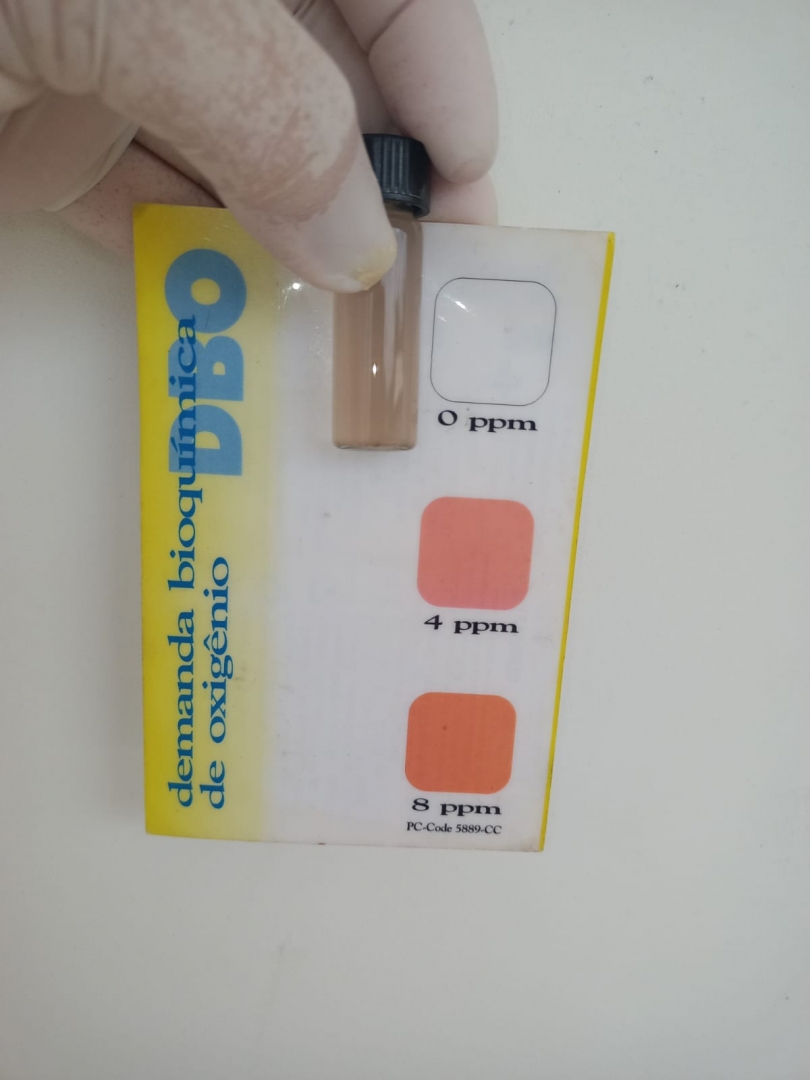 DBO
demanda bioquímica
de oxigênio
0 ppm
4 ppm
8 ppm
PC-Code 5889-CC